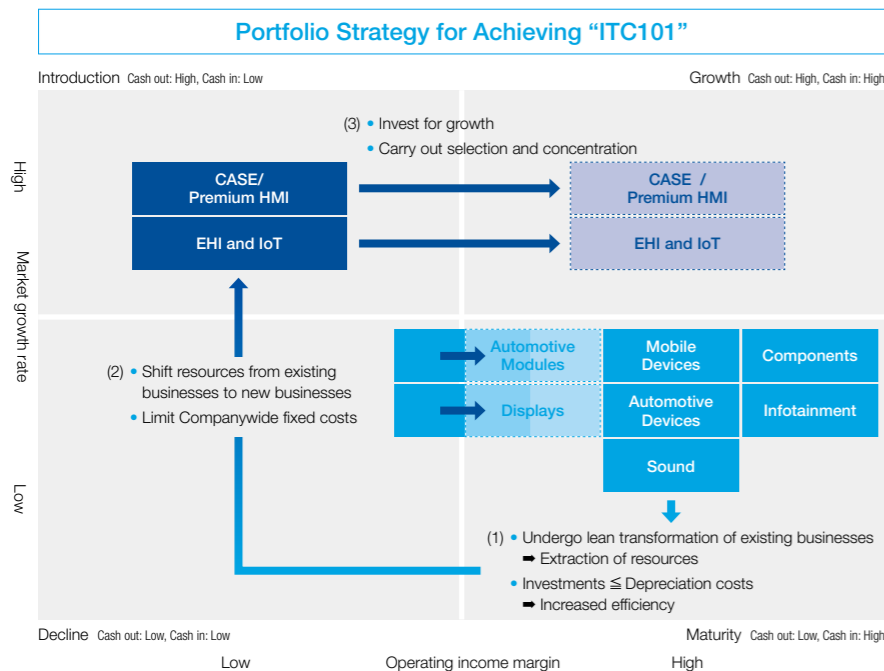 Portfolio Strategy for Achieving “ITC101”
Introduction Cash out: High, Cash in: Low
Growth Cash out: High, Cash in: High
(3) • Invest for growth
• Carry out selection and concentration
High
CASE/
Premium HMI
CASE /
Premium HMI
EHI and IoT
EHI and IoT
Market growth rate
(2) • Shift resources from existing
businesses to new businesses
• Limit Companywide fixed costs
Automotive
Modules
Mobile
Devices
Components
Displays
Automotive
Devices
Infotainment
Sound
Low
(1) • Undergo lean transformation of existing businesses
➡ Extraction of resources
• Investments ≦ Depreciation costs
➡ Increased efficiency
Decline Cash out: Low, Cash in: Low
Maturity Cash out: Low, Cash in: High
Low
Operating income margin
High